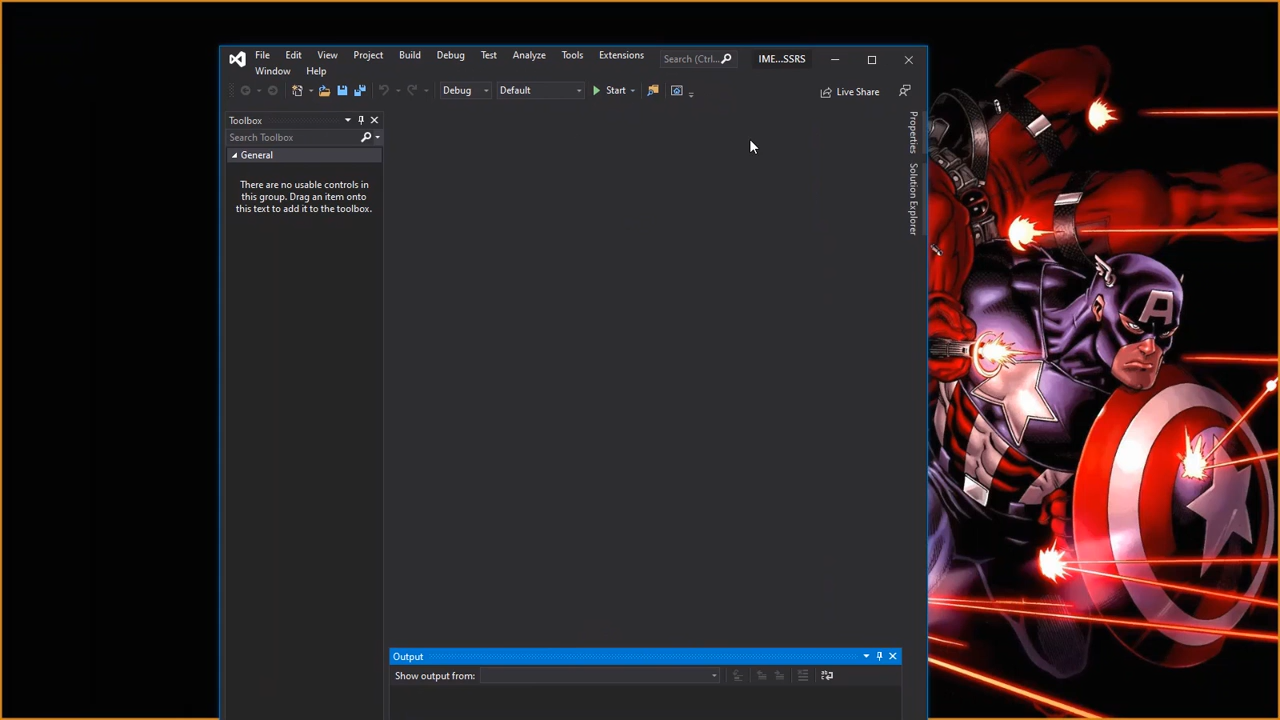 File Edit View Project Build Debug Test Analyze Tools Extensions Search (Ctrl... IME...SSRS
Window Help
Debug Default Start Live Share
Toolbox
Search Toolbox
General
There are no usable controls in
this group. Drag an item onto
this text to add it to the toolbox.
Properties
Solution Explorer
A
Output
Show output from: